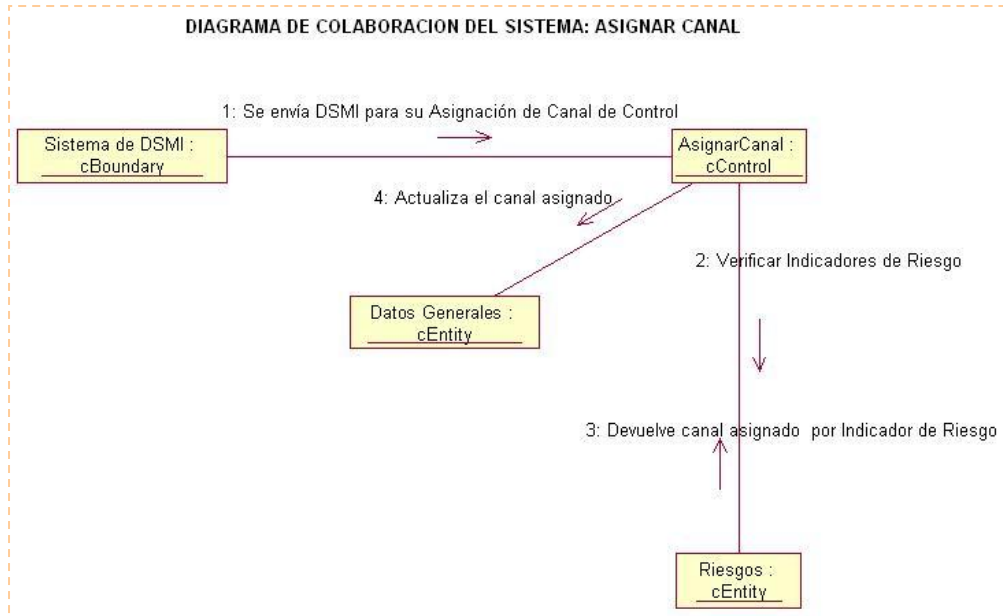 DIAGRAMA DE COLABORACION DEL SISTEMA: ASIGNAR CANAL
1: Se envía DSMI para su Asignación de Canal de Control
Sistema de DSMI :
cBoundary
AsignarCanal :
cControl
4: Actualiza el canal asignado
2: Verificar Indicadores de Riesgo
Datos Generales :
cEntity
3: Devuelve canal asignado por Indicador de Riesgo
Riesgos :
cEntity